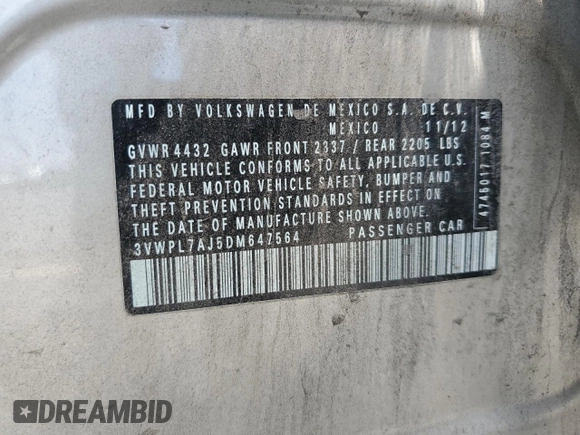 MFD BY VOLKSWAGEN DE MEXICO S.A. DE C.V.
MEXICO 11/12
GVWR 4432 GAWR FRONT 2337 / REAR 2205 LBS
THIS VEHICLE CONFORMS TO ALL APPLICABLE U.S.
FEDERAL MOTOR VEHICLE SAFETY, BUMPER AND
THEFT PREVENTION STANDARDS IN EFFECT ON
THE DATE OF MANUFACTURE SHOWN ABOVE.
3VWPL7AJ5DM647564 PASSENGER CAR
4746017 1084 M
DREAMBID